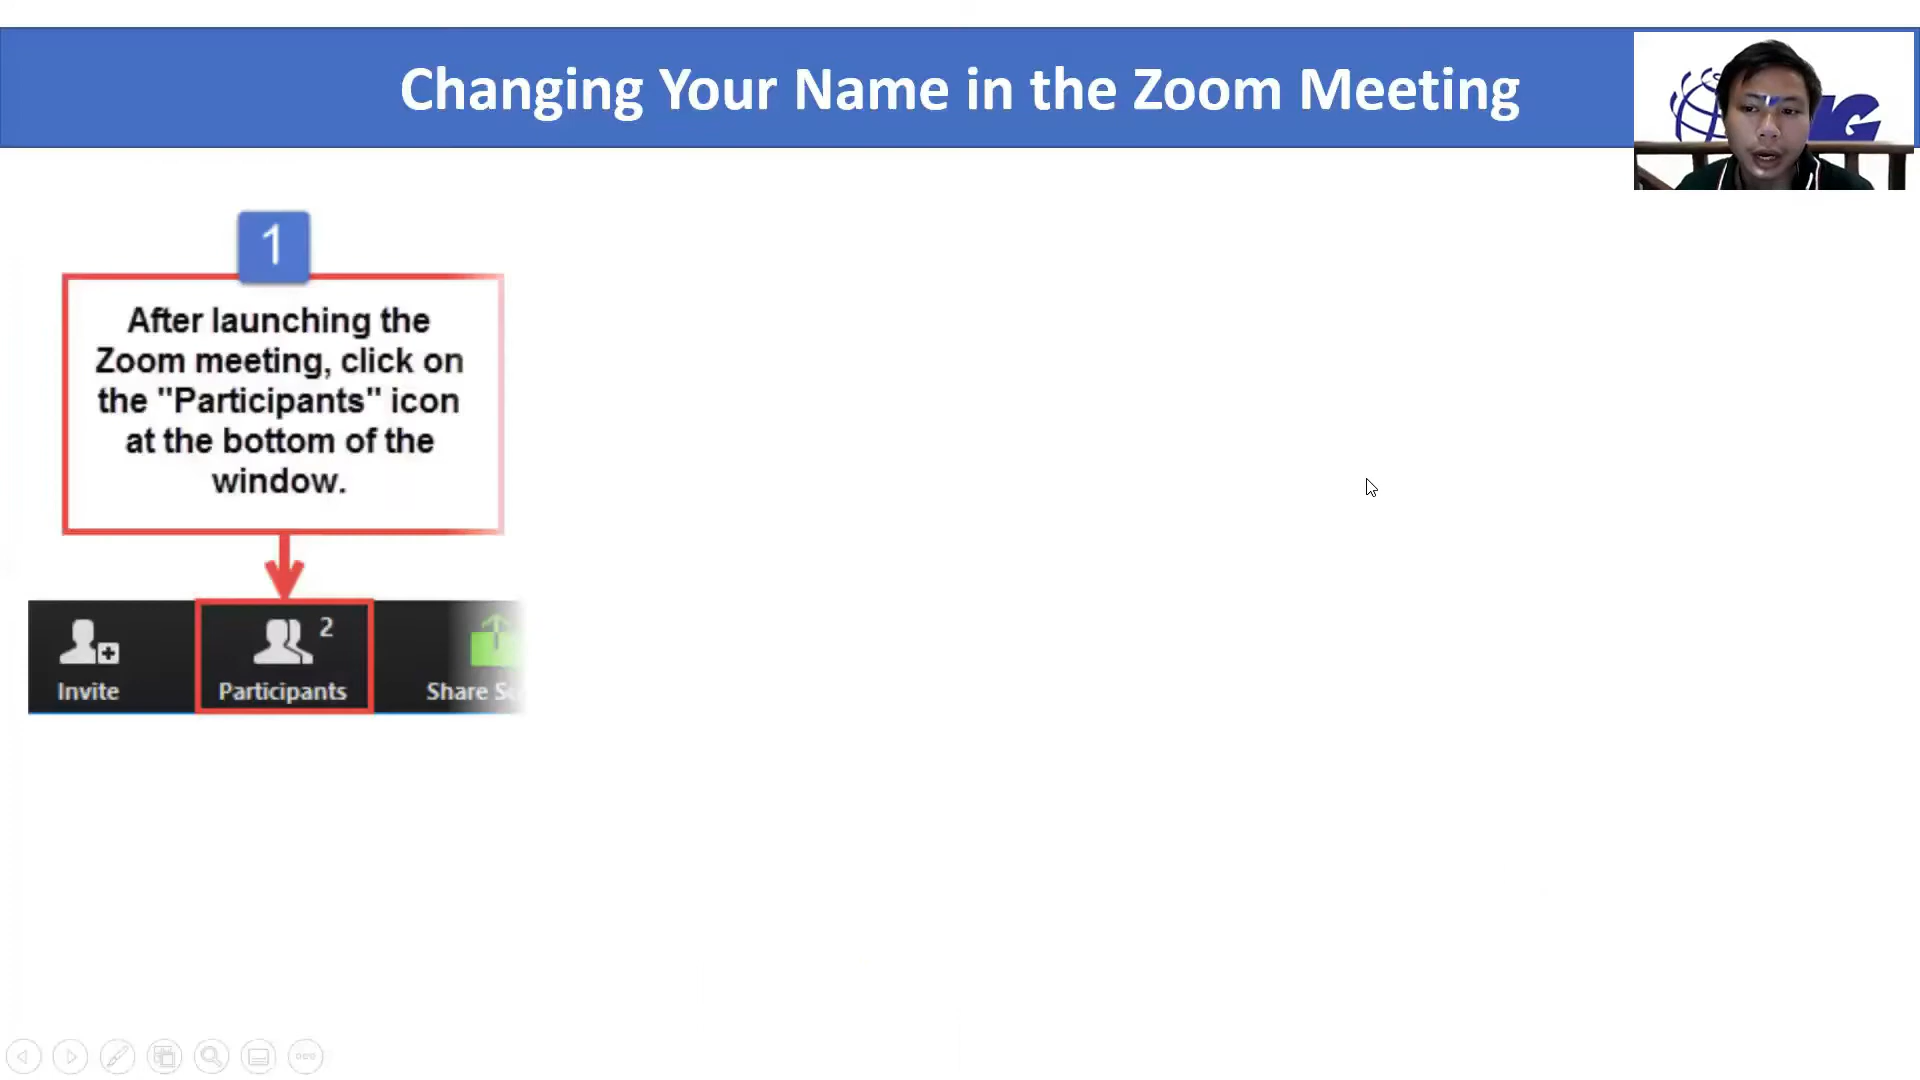 Changing Your Name in the Zoom Meeting
1
After launching the
Zoom meeting, click on
the "Participants" icon
at the bottom of the
window.
2
Invite
Participants
Share